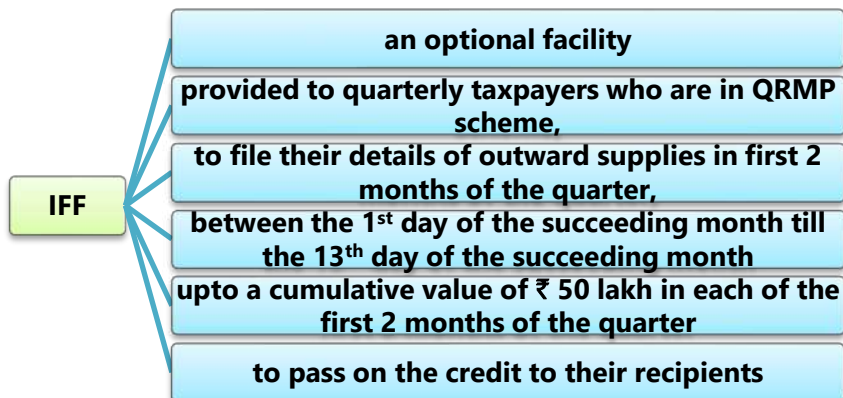 an optional facility
provided to quarterly taxpayers who are in QRMP
scheme,
to file their details of outward supplies in first 2
months of the quarter,
IFF
between the 1st day of the succeeding month till
the 13th day of the succeeding month
upto a cumulative value of ₹ 50 lakh in each of the
first 2 months of the quarter
to pass on the credit to their recipients